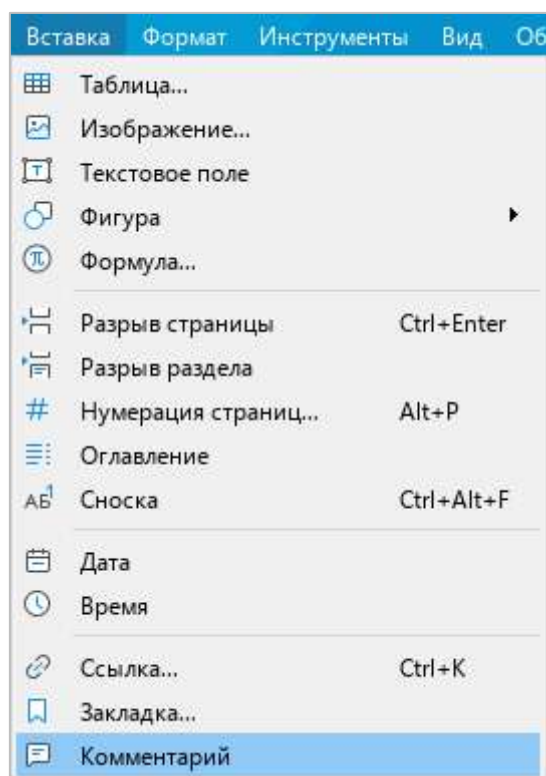 Вставка Формат Инструменты Вид Об
Таблица...
Изображение...
Текстовое поле
Фигура
Формула...
Разрыв страницы Ctrl+Enter
Разрыв раздела
Нумерация страниц... Alt+P
Оглавление
Сноска Ctrl+Alt+F
Дата
Время
Ссылка... Ctrl+K
Закладка...
Комментарий